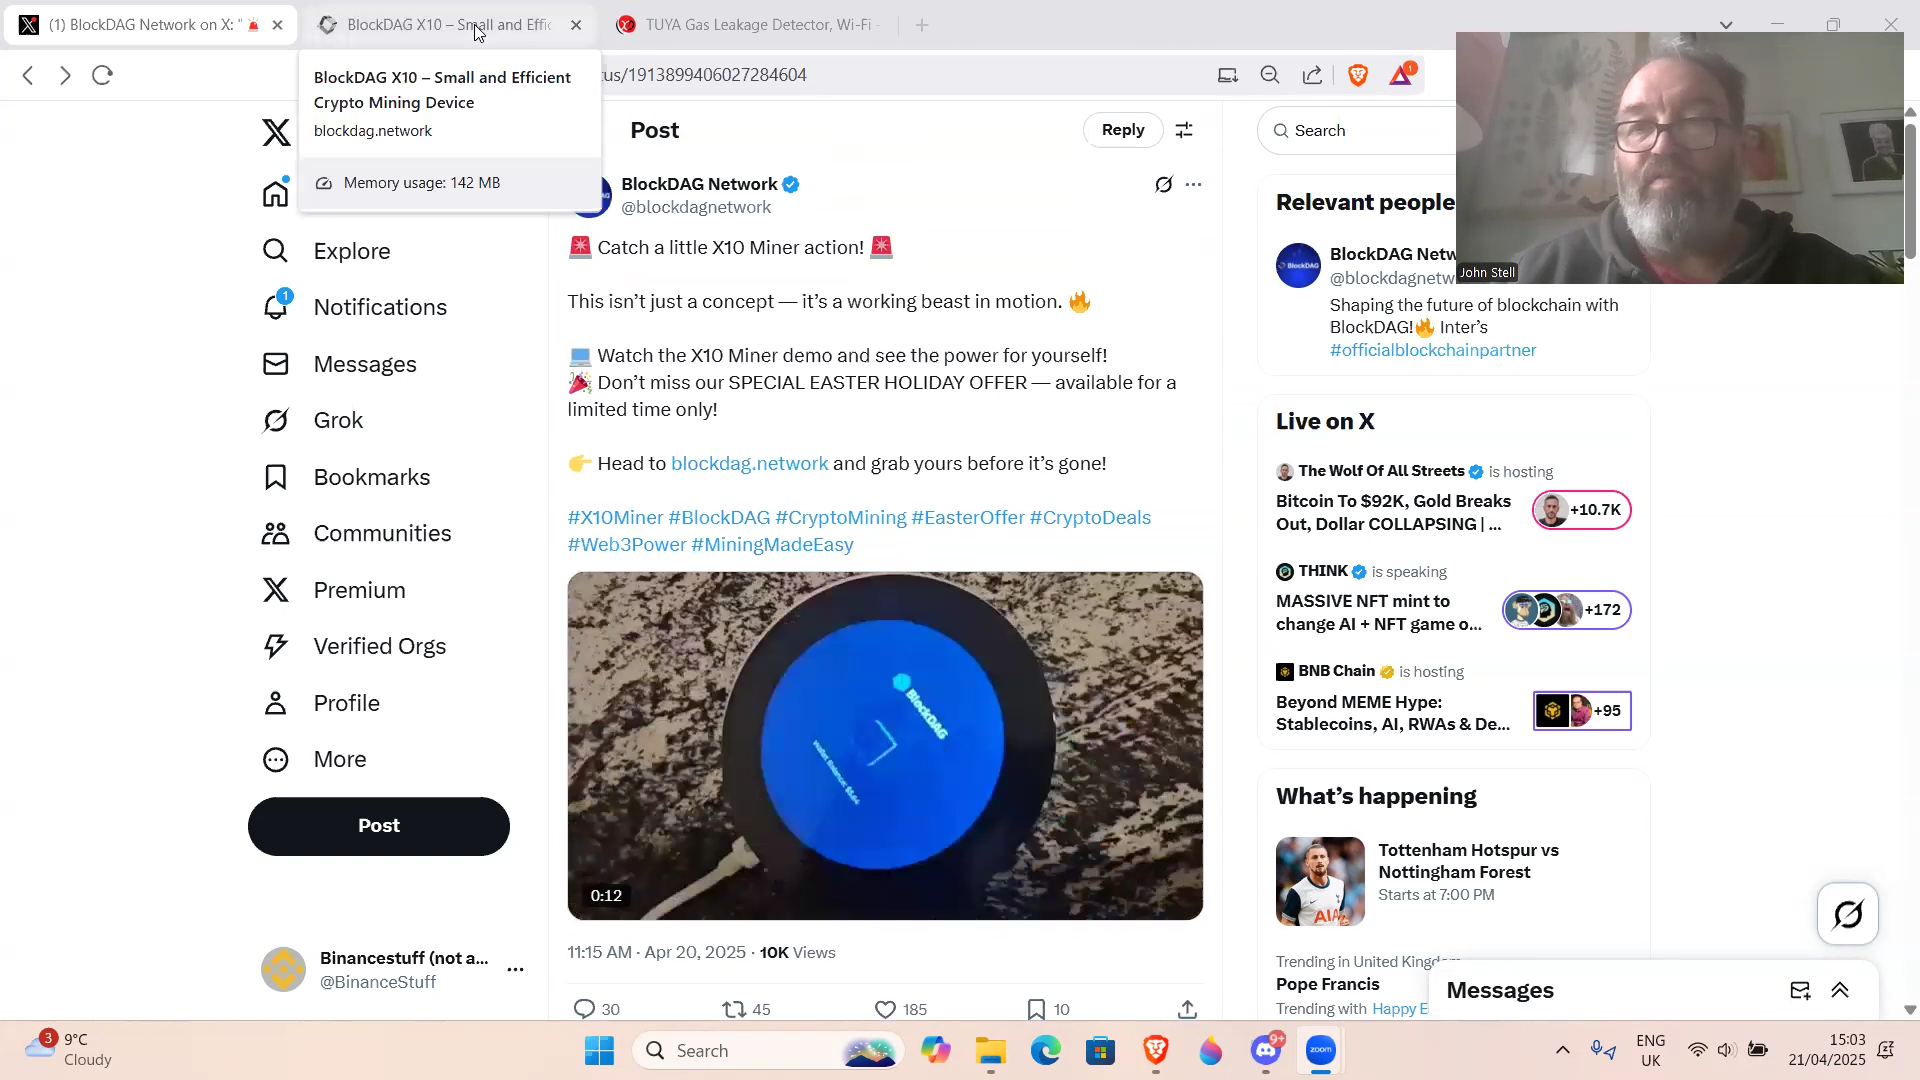 (1) BlockDAG Network on X: "🚨
BlockDAG X10 – Small and Effic
TUYA Gas Leakage Detector, Wi-Fi
BlockDAG X10 – Small and Efficient
Crypto Mining Device
blockdag.network
Memory usage: 142 MB
us/1913899406027284604
1
Post
Reply
Search
BlockDAG Network
@blockdagnetwork
🚨 Catch a little X10 Miner action! 🚨
This isn't just a concept — it's a working beast in motion. 🔥
💻 Watch the X10 Miner demo and see the power for yourself!
🎉 Don't miss our SPECIAL EASTER HOLIDAY OFFER — available for a
limited time only!
👉 Head to blockdag.network and grab yours before it's gone!
#X10Miner #BlockDAG #CryptoMining #EasterOffer #CryptoDeals
#Web3Power #MiningMadeEasy
BlockDAG
Wallet Balance:
0:12
11:15 AM · Apr 20, 2025 · 10K Views
30
45
185
10
Explore
1
Notifications
Messages
Grok
Bookmarks
Communities
Premium
Verified Orgs
Profile
More
Post
Binancestuff (not a...
@BinanceStuff
John Stell
Relevant people
BlockDAG
BlockDAG Netw
@blockdagnetw
Shaping the future of blockchain with
BlockDAG!🔥 Inter's
#officialblockchainpartner
Live on X
The Wolf Of All Streets is hosting
Bitcoin To $92K, Gold Breaks
Out, Dollar COLLAPSING | ...
+10.7K
THINK is speaking
MASSIVE NFT mint to
change AI + NFT game o...
+172
BNB Chain is hosting
Beyond MEME Hype:
Stablecoins, AI, RWAs & De...
+95
What's happening
Tottenham Hotspur vs
Nottingham Forest
Starts at 7:00 PM
AIA
Trending in United Kingdom
Pope Francis
Trending with Happy E
Messages
3
9°C
Cloudy
Search
9+
zoom
ENG
UK
15:03
21/04/2025